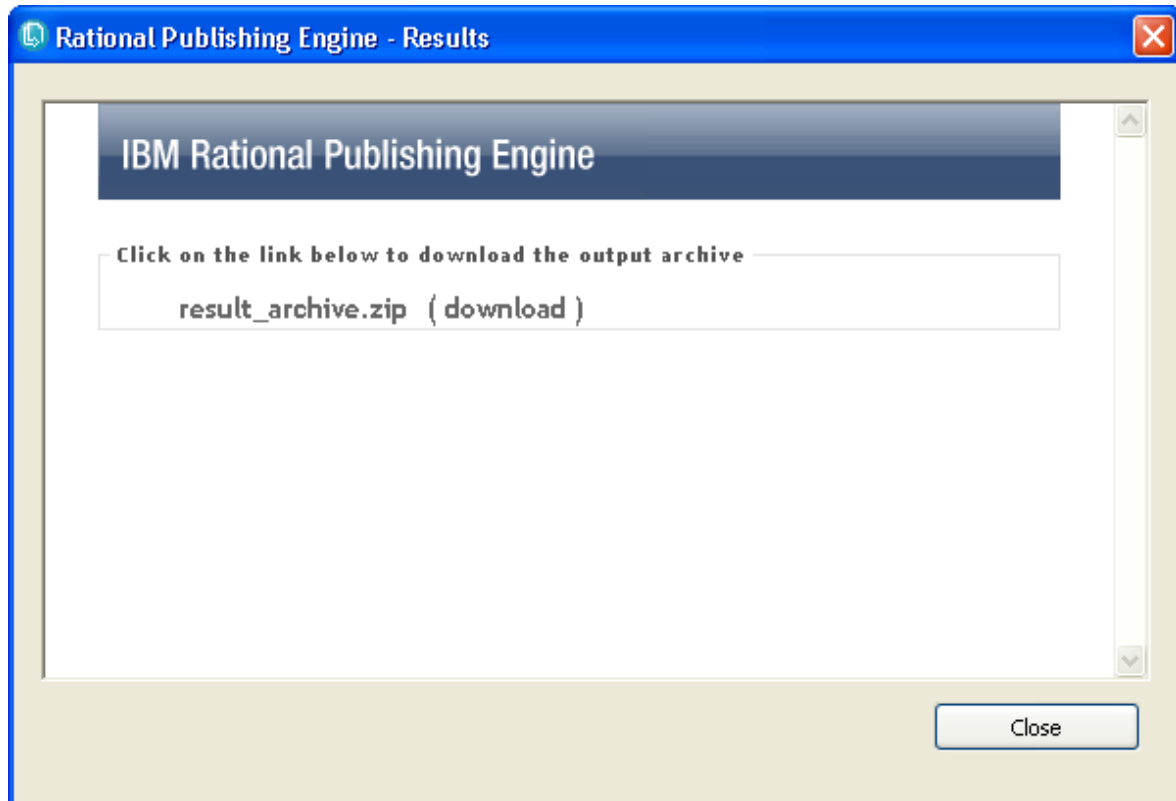 Rational Publishing Engine - Results
IBM Rational Publishing Engine
Click on the link below to download the output archive
result_archive.zip ( download )
Close